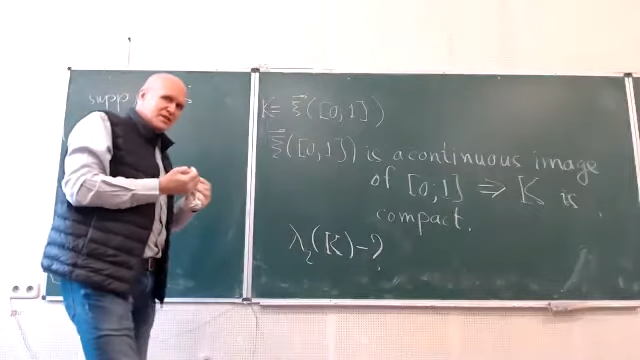 supp
K = ξ⃗([0,1])
ξ⃗([0,1]) is a continuous image
of [0,1] ⇒ K is
compact.
λ₂(K) - ?